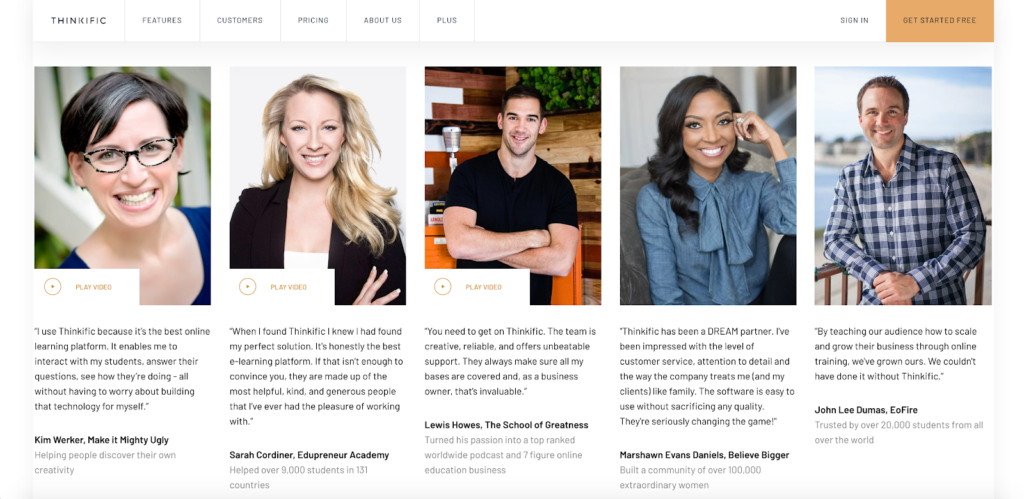 THINKIFIC
FEATURES
CUSTOMERS
PRICING
ABOUT US
PLUS
SIGN IN
GET STARTED FREE
PLAY VIDEO
PLAY VIDEO
PLAY VIDEO
"I use Thinkific because it's the best online
learning platform. It enables me to
interact with my students, answer their
questions, see how they're doing – all
without having to worry about building
that technology for myself."
Kim Werker, Make it Mighty Ugly
Helping people discover their own
creativity
"When I found Thinkific I knew I had found
my perfect solution. It's honestly the best
e-learning platform. If that isn't enough to
convince you, they are made up of the
most helpful, kind, and generous people
that I've ever had the pleasure of working
with."
Sarah Cordiner, Edupreneur Academy
Helped over 9,000 students in 131
countries
"You need to get on Thinkific. The team is
creative, reliable, and offers unbeatable
support. They always make sure all my
bases are covered and, as a business
owner, that's invaluable."
Lewis Howes, The School of Greatness
Turned his passion into a top ranked
worldwide podcast and 7 figure online
education business
"Thinkific has been a DREAM partner. I've
been impressed with the level of
customer service, attention to detail and
the way the company treats me (and my
clients) like family. The software is easy to
use without sacrificing any quality.
They're seriously changing the game!"
Marshawn Evans Daniels, Believe Bigger
Built a community of over 100,000
extraordinary women
"By teaching our audience how to scale
and grow their business through online
training, we've grown ours. We couldn't
have done it without Thinkific."
John Lee Dumas, EoFire
Trusted by over 20,000 students from all
over the world